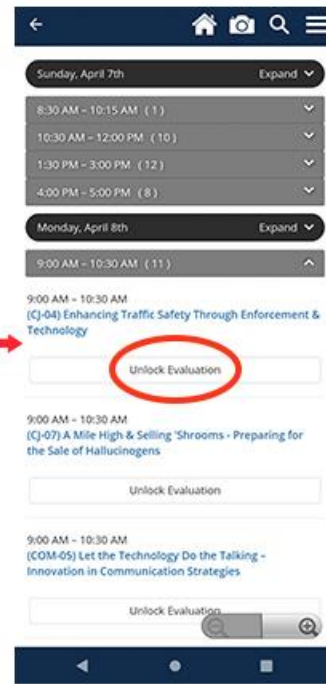 Sunday, April 7th Expand
8:30 AM – 10:15 AM ( 1 )
10:30 AM – 12:00 PM ( 10 )
1:30 PM – 3:00 PM ( 12 )
4:00 PM – 5:00 PM ( 8 )
Monday, April 8th Expand
9:00 AM – 10:30 AM ( 11 )
9:00 AM – 10:30 AM
(CJ-04) Enhancing Traffic Safety Through Enforcement &
Technology
Unlock Evaluation
9:00 AM – 10:30 AM
(CJ-07) A Mile High & Selling 'Shrooms - Preparing for
the Sale of Hallucinogens
Unlock Evaluation
9:00 AM – 10:30 AM
(COM-05) Let the Technology Do the Talking –
Innovation in Communication Strategies
Unlock Evaluation